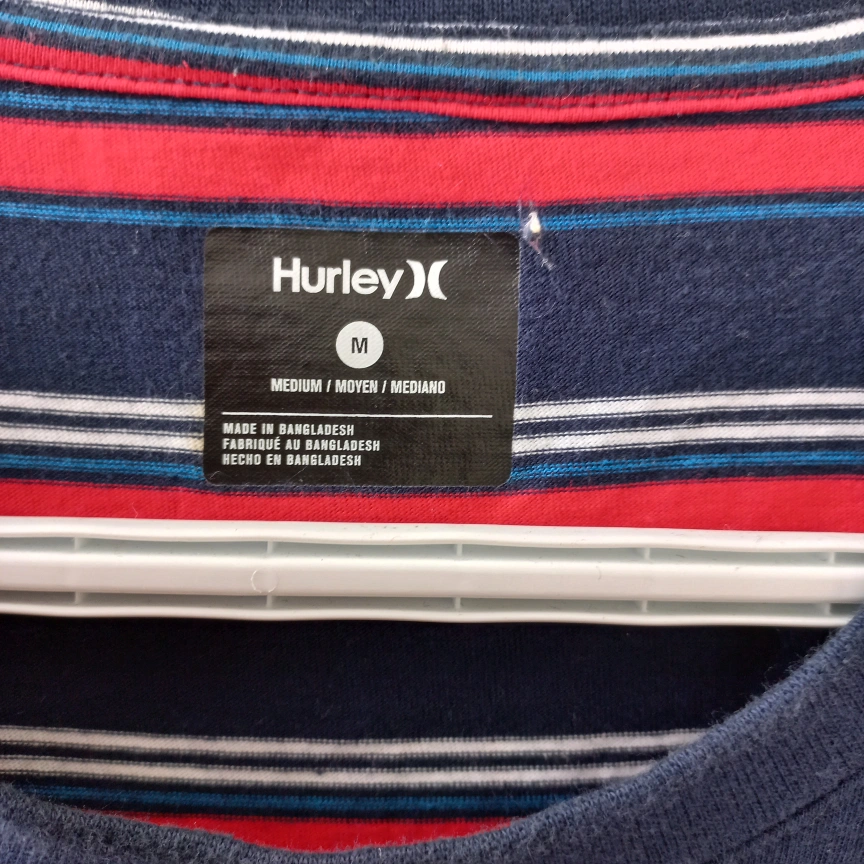 Hurley
M
MEDIUM / MOYEN / MEDIANO
MADE IN BANGLADESH
FABRIQUÉ AU BANGLADESH
HECHO EN BANGLADESH